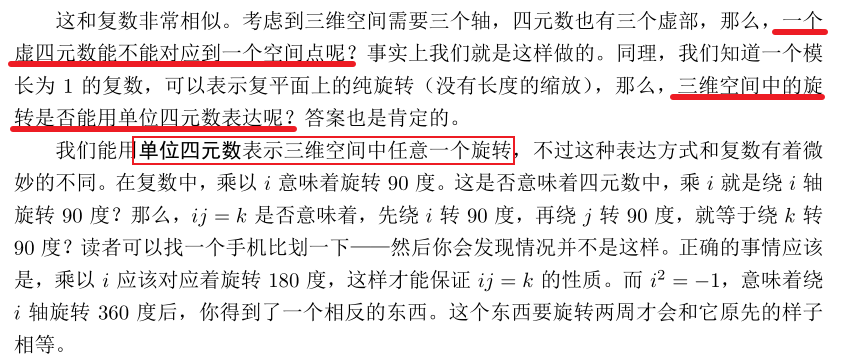 这和复数非常相似。考虑到三维空间需要三个轴，四元数也有三个虚部，那么，一个
虚四元数能不能对应到一个空间点呢？事实上我们就是这样做的。同理，我们知道一个模
长为 1 的复数，可以表示复平面上的纯旋转（没有长度的缩放），那么，三维空间中的旋
转是否能用单位四元数表达呢？答案也是肯定的。
我们能用单位四元数表示三维空间中任意一个旋转，不过这种表达方式和复数有着微
妙的不同。在复数中，乘以 i 意味着旋转 90 度。这是否意味着四元数中，乘 i 就是绕 i 轴
旋转 90 度？那么，ij = k 是否意味着，先绕 i 转 90 度，再绕 j 转 90 度，就等于绕 k 转
90 度？读者可以找一个手机比划一下——然后你会发现情况并不是这样。正确的事情应该
是，乘以 i 应该对应着旋转 180 度，这样才能保证 ij = k 的性质。而 i² = −1，意味着绕
i 轴旋转 360 度后，你得到了一个相反的东西。这个东西要旋转两周才会和它原先的样子
相等。